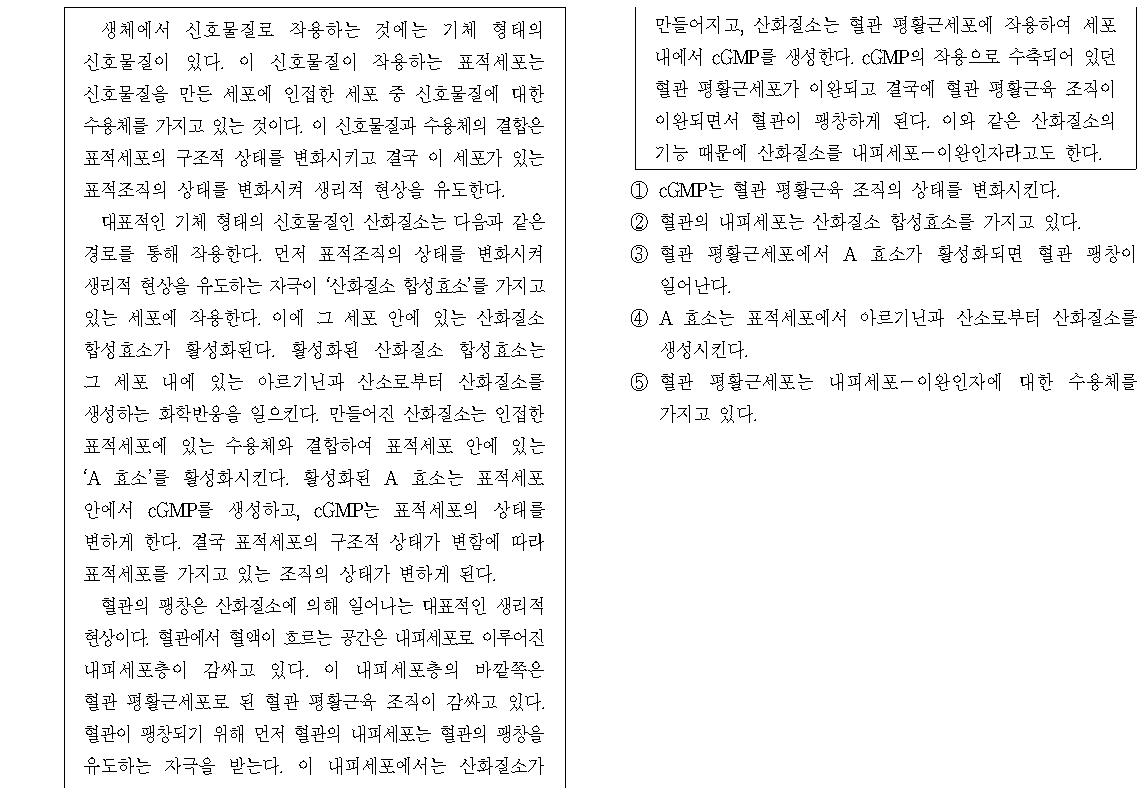 생체에서 신호물질로 작용하는 것에는 기체 형태의
신호물질이 있다. 이 신호물질이 작용하는 표적세포는
신호물질을 만든 세포에 인접한 세포 중 신호물질에 대한
수용체를 가지고 있는 것이다. 이 신호물질과 수용체의 결합은
표적세포의 구조적 상태를 변화시키고 결국 이 세포가 있는
표적조직의 상태를 변화시켜 생리적 현상을 유도한다.
대표적인 기체 형태의 신호물질인 산화질소는 다음과 같은
경로를 통해 작용한다. 먼저 표적조직의 상태를 변화시켜
생리적 현상을 유도하는 자극이 ‘산화질소 합성효소’를 가지고
있는 세포에 작용한다. 이에 그 세포 안에 있는 산화질소
합성효소가 활성화된다. 활성화된 산화질소 합성효소는
그 세포 내에 있는 아르기닌과 산소로부터 산화질소를
생성하는 화학반응을 일으킨다. 만들어진 산화질소는 인접한
표적세포에 있는 수용체와 결합하여 표적세포 안에 있는
‘A 효소’를 활성화시킨다. 활성화된 A 효소는 표적세포
안에서 cGMP를 생성하고, cGMP는 표적세포의 상태를
변하게 한다. 결국 표적세포의 구조적 상태가 변함에 따라
표적세포를 가지고 있는 조직의 상태가 변하게 된다.
혈관의 팽창은 산화질소에 의해 일어나는 대표적인 생리적
현상이다. 혈관에서 혈액이 흐르는 공간은 내피세포로 이루어진
내피세포층이 감싸고 있다. 이 내피세포층의 바깥쪽은
혈관 평활근세포로 된 혈관 평활근육 조직이 감싸고 있다.
혈관이 팽창되기 위해 먼저 혈관의 내피세포는 혈관의 팽창을
유도하는 자극을 받는다. 이 내피세포에서는 산화질소가
만들어지고, 산화질소는 혈관 평활근세포에 작용하여 세포
내에서 cGMP를 생성한다. cGMP의 작용으로 수축되어 있던
혈관 평활근세포가 이완되고 결국에 혈관 평활근육 조직이
이완되면서 혈관이 팽창하게 된다. 이와 같은 산화질소의
기능 때문에 산화질소를 내피세포-이완인자라고도 한다.
① cGMP는 혈관 평활근육 조직의 상태를 변화시킨다.
② 혈관의 내피세포는 산화질소 합성효소를 가지고 있다.
③ 혈관 평활근세포에서 A 효소가 활성화되면 혈관 팽창이
일어난다.
④ A 효소는 표적세포에서 아르기닌과 산소로부터 산화질소를
생성시킨다.
⑤ 혈관 평활근세포는 내피세포-이완인자에 대한 수용체를
가지고 있다.